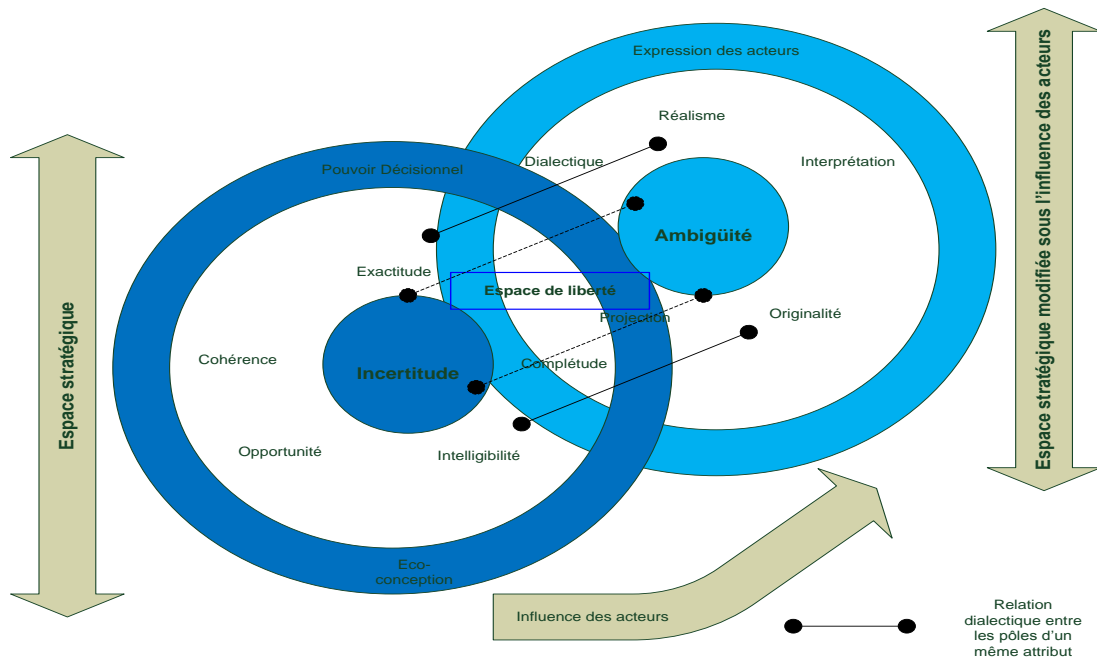 Expression des acteurs
Réalisme
Dialectique
Interprétation
Pouvoir Décisionnel
Ambigüité
Exactitude
Espace de liberté
Projection
Originalité
Cohérence
Incertitude
Complétude
Opportunité
Intelligibilité
Eco-
conception
Influence des acteurs
Espace stratégique
Espace stratégique modifiée sous l'influence des acteurs
Relation
dialectique entre
les pôles d'un
même attribut